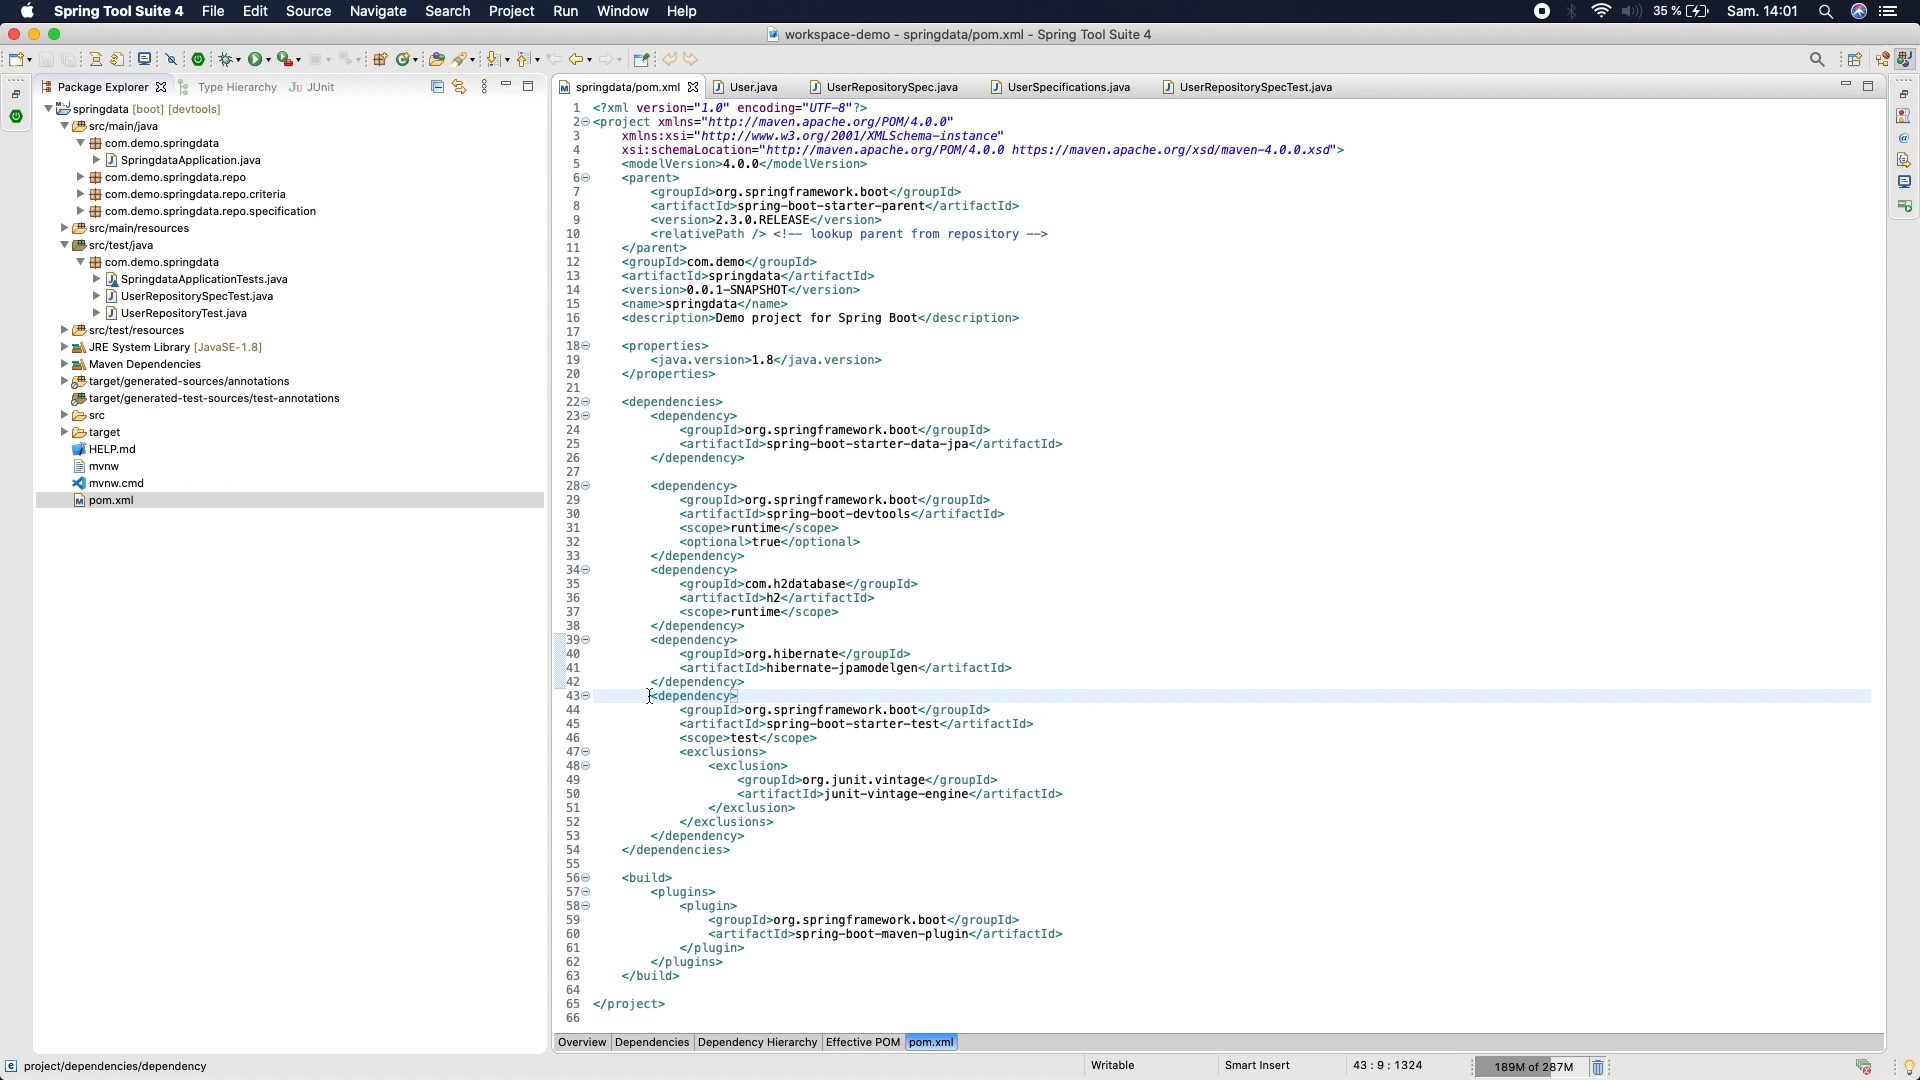 Spring Tool Suite 4 File Edit Source Navigate Search Project Run Window Help 35 % Sam. 14:01
workspace-demo - springdata/pom.xml - Spring Tool Suite 4
Package Explorer Type Hierarchy JUnit
springdata/pom.xml User.java UserRepositorySpec.java UserSpecifications.java UserRepositorySpecTest.java
springdata [boot] [devtools]
src/main/java
com.demo.springdata
SpringdataApplication.java
com.demo.springdata.repo
com.demo.springdata.repo.criteria
com.demo.springdata.repo.specification
src/main/resources
src/test/java
com.demo.springdata
SpringdataApplicationTests.java
UserRepositorySpecTest.java
UserRepositoryTest.java
src/test/resources
JRE System Library [JavaSE-1.8]
Maven Dependencies
target/generated-sources/annotations
target/generated-test-sources/test-annotations
src
target
HELP.md
mvnw
mvnw.cmd
pom.xml
1 <?xml version="1.0" encoding="UTF-8"?>
2 <project xmlns="http://maven.apache.org/POM/4.0.0"
3 xmlns:xsi="http://www.w3.org/2001/XMLSchema-instance"
4 xsi:schemaLocation="http://maven.apache.org/POM/4.0.0 https://maven.apache.org/xsd/maven-4.0.0.xsd">
5 <modelVersion>4.0.0</modelVersion>
6 <parent>
7 <groupId>org.springframework.boot</groupId>
8 <artifactId>spring-boot-starter-parent</artifactId>
9 <version>2.3.0.RELEASE</version>
10 <relativePath /> <!-- lookup parent from repository -->
11 </parent>
12 <groupId>com.demo</groupId>
13 <artifactId>springdata</artifactId>
14 <version>0.0.1-SNAPSHOT</version>
15 <name>springdata</name>
16 <description>Demo project for Spring Boot</description>
17
18 <properties>
19 <java.version>1.8</java.version>
20 </properties>
21
22 <dependencies>
23 <dependency>
24 <groupId>org.springframework.boot</groupId>
25 <artifactId>spring-boot-starter-data-jpa</artifactId>
26 </dependency>
27
28 <dependency>
29 <groupId>org.springframework.boot</groupId>
30 <artifactId>spring-boot-devtools</artifactId>
31 <scope>runtime</scope>
32 <optional>true</optional>
33 </dependency>
34 <dependency>
35 <groupId>com.h2database</groupId>
36 <artifactId>h2</artifactId>
37 <scope>runtime</scope>
38 </dependency>
39 <dependency>
40 <groupId>org.hibernate</groupId>
41 <artifactId>hibernate-jpamodelgen</artifactId>
42 </dependency>
43 <dependency>
44 <groupId>org.springframework.boot</groupId>
45 <artifactId>spring-boot-starter-test</artifactId>
46 <scope>test</scope>
47 <exclusions>
48 <exclusion>
49 <groupId>org.junit.vintage</groupId>
50 <artifactId>junit-vintage-engine</artifactId>
51 </exclusion>
52 </exclusions>
53 </dependency>
54 </dependencies>
55
56 <build>
57 <plugins>
58 <plugin>
59 <groupId>org.springframework.boot</groupId>
60 <artifactId>spring-boot-maven-plugin</artifactId>
61 </plugin>
62 </plugins>
63 </build>
64
65 </project>
66
Overview Dependencies Dependency Hierarchy Effective POM pom.xml
project/dependencies/dependency Writable Smart Insert 43 : 9 : 1324 189M of 287M